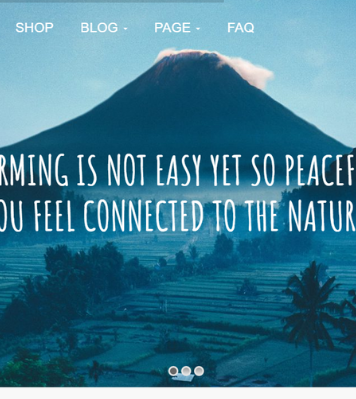 SHOP BLOG PAGE FAQ
RMING IS NOT EASY YET SO PEACEF
OU FEEL CONNECTED TO THE NATUR